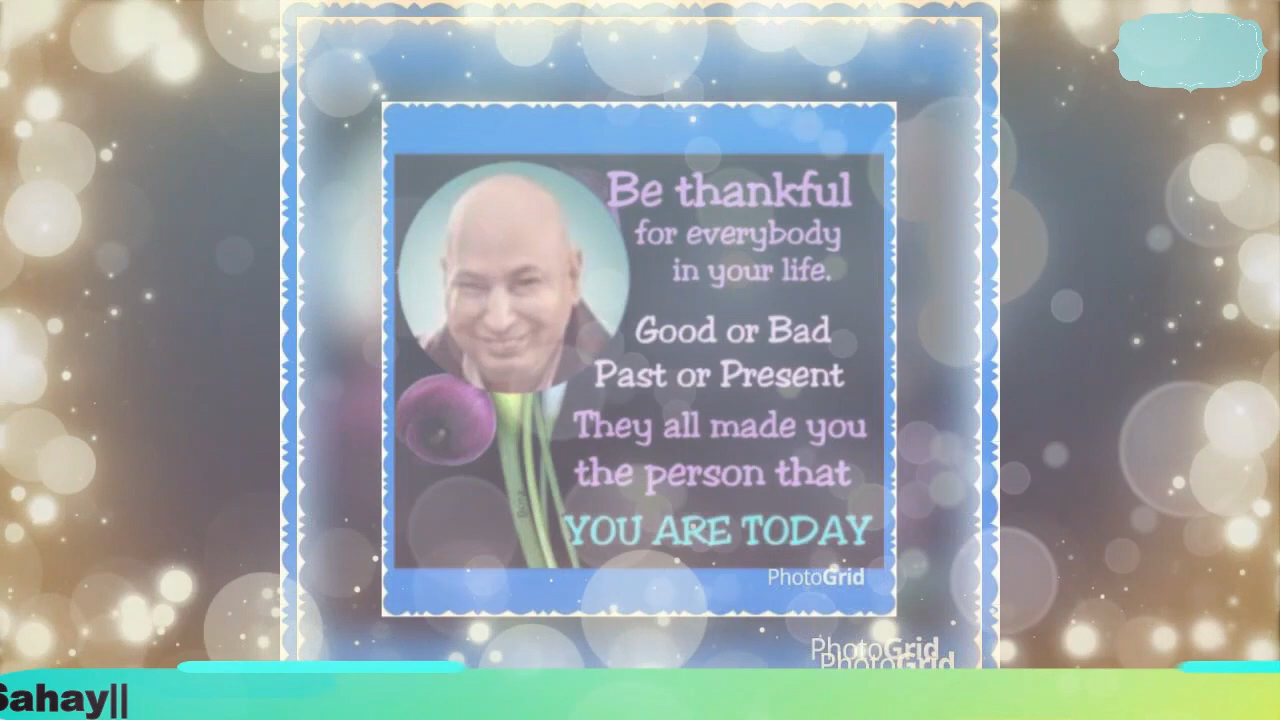 Be thankful
for everybody
in your life.
Good or Bad
Past or Present
They all made you
the person that
YOU ARE TODAY
PhotoGrid
PhotoGrid
PhotoGrid
Sahay||